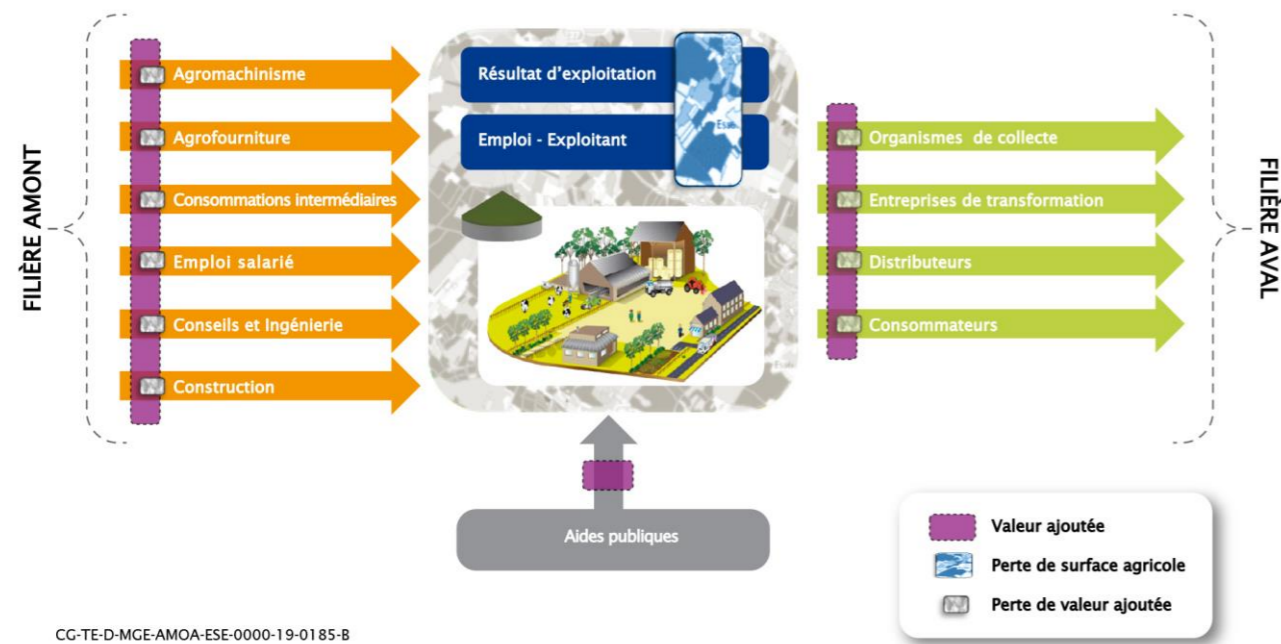 FILIÈRE AMONT
Agromachinisme
Agrofourniture
Consommations intermédiaires
Emploi salarié
Conseils et Ingénierie
Construction
Résultat d'exploitation
Emploi - Exploitant
Organismes de collecte
Entreprises de transformation
Distributeurs
Consommateurs
FILIÈRE AVAL
Aides publiques
Valeur ajoutée
Perte de surface agricole
Perte de valeur ajoutée
CG-TE-D-MGE-AMOA-ESE-0000-19-0185-B